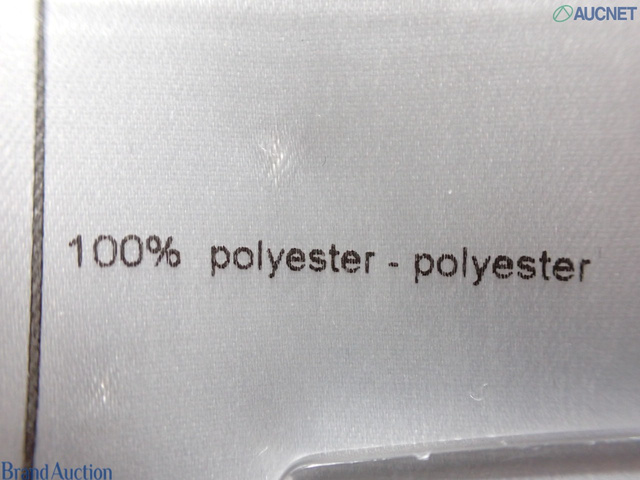 AUCNET
100% polyester - polyester
BrandAuction